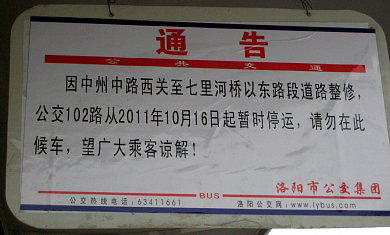 通告
公共交通
因中州中路西关至七里河桥以东路段道路整修，
公交102路从2011年10月16日起暂时停运，请勿在此
候车，望广大乘客谅解！
BUS
洛阳市公交集团
公交热线电话：63411661
洛阳公交网：www.lybus.com